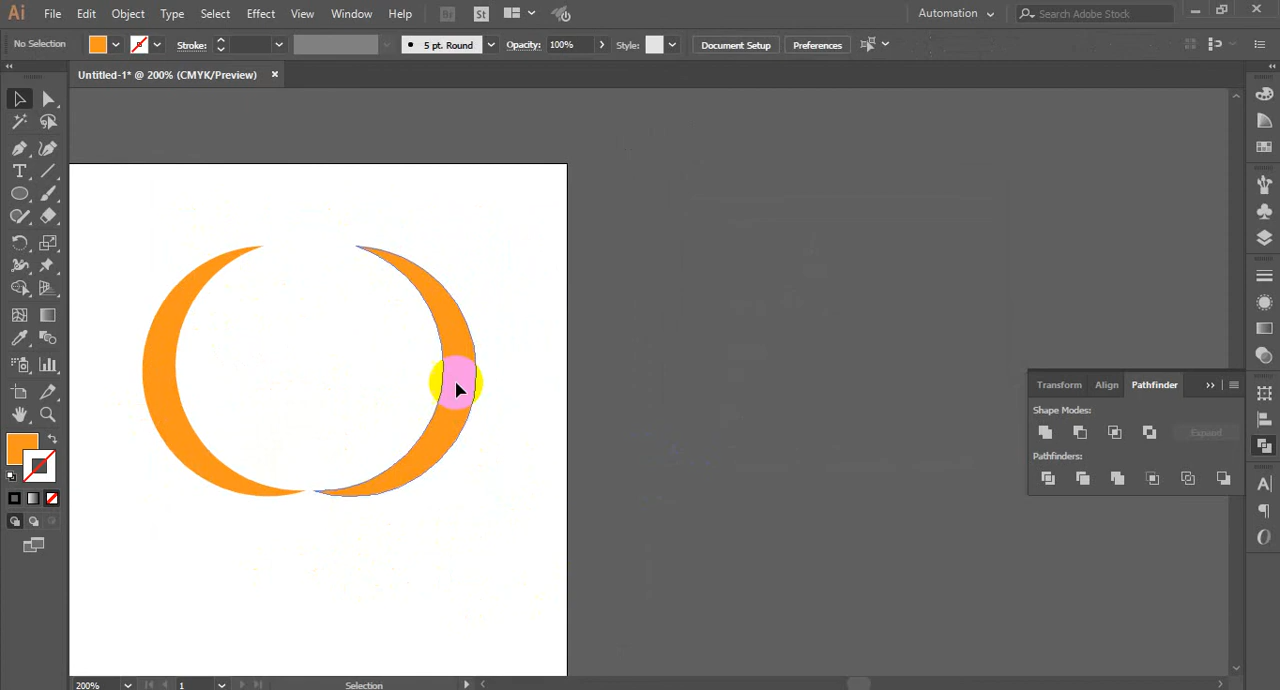 Ai File Edit Object Type Select Effect View Window Help Br St Automation Search Adobe Stock
No Selection Stroke: 5 pt. Round Opacity: 100% Style: Document Setup Preferences
Untitled-1* @ 200% (CMYK/Preview) ×
Transform Align Pathfinder
Shape Modes:
Expand
Pathfinders:
200% 1 Selection